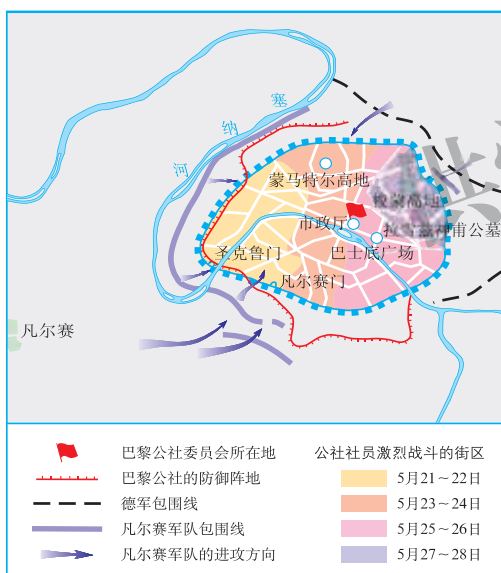 塞
纳
河
蒙马特尔高地
市政厅
甫公墓
圣克鲁门
巴士底广场
凡尔赛门
凡尔赛
巴黎公社委员会所在地
巴黎公社的防御阵地
德军包围线
凡尔赛军队包围线
凡尔赛军队的进攻方向
公社社员激烈战斗的街区
5月21～22日
5月23～24日
5月25～26日
5月27～28日